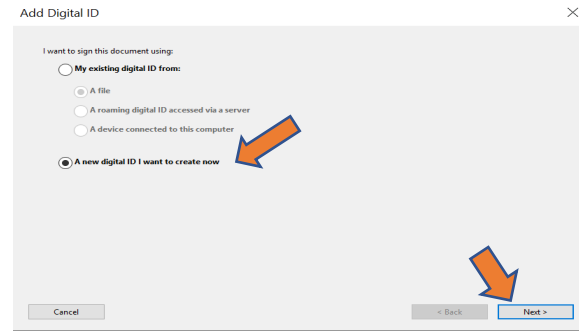 Add Digital ID
I want to sign this document using:
My existing digital ID from:
A file
A roaming digital ID accessed via a server
A device connected to this computer
A new digital ID I want to create now
Cancel
< Back
Next >